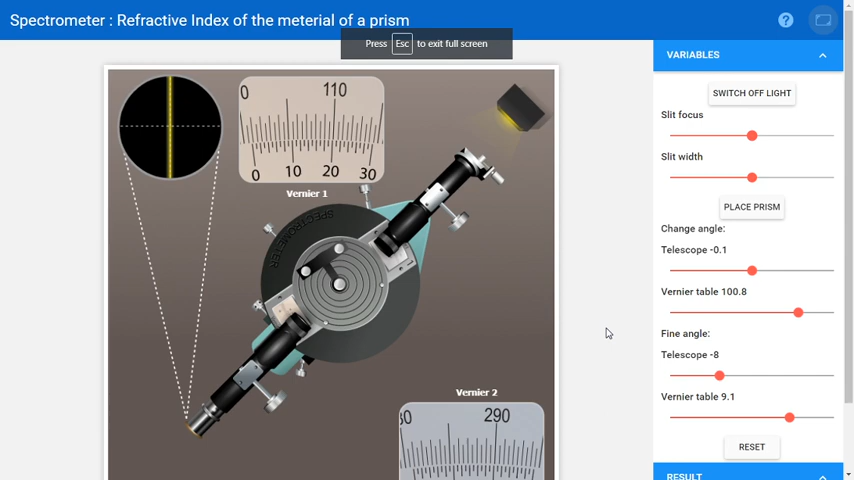 Spectrometer : Refractive Index of the meterial of a prism
?
Press Esc to exit full screen
VARIABLES
SWITCH OFF LIGHT
Slit focus
Slit width
PLACE PRISM
Change angle:
Telescope -0.1
Vernier table 100.8
Fine angle:
Telescope -8
Vernier table 9.1
RESET
RESULT
0 110
0 10 20 30
Vernier 1
SPECTROMETER
Vernier 2
80 290